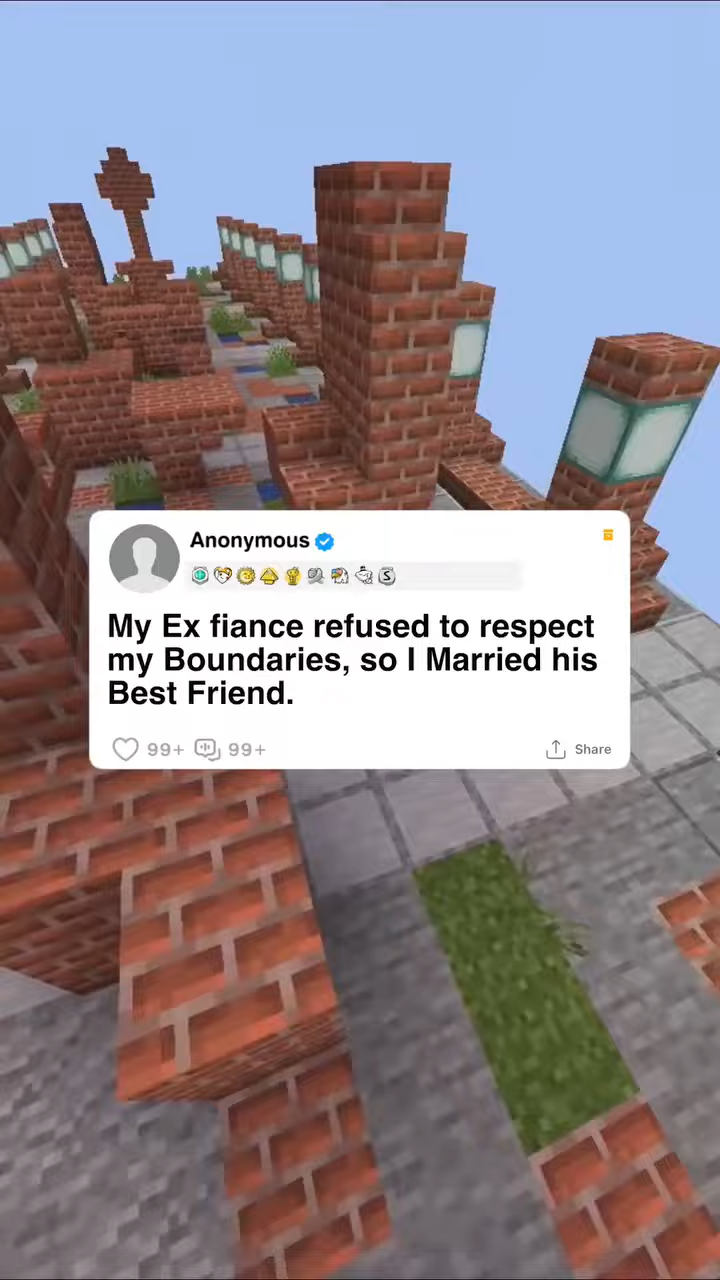 Anonymous
My Ex fiance refused to respect
my Boundaries, so I Married his
Best Friend.
99+ 99+ Share